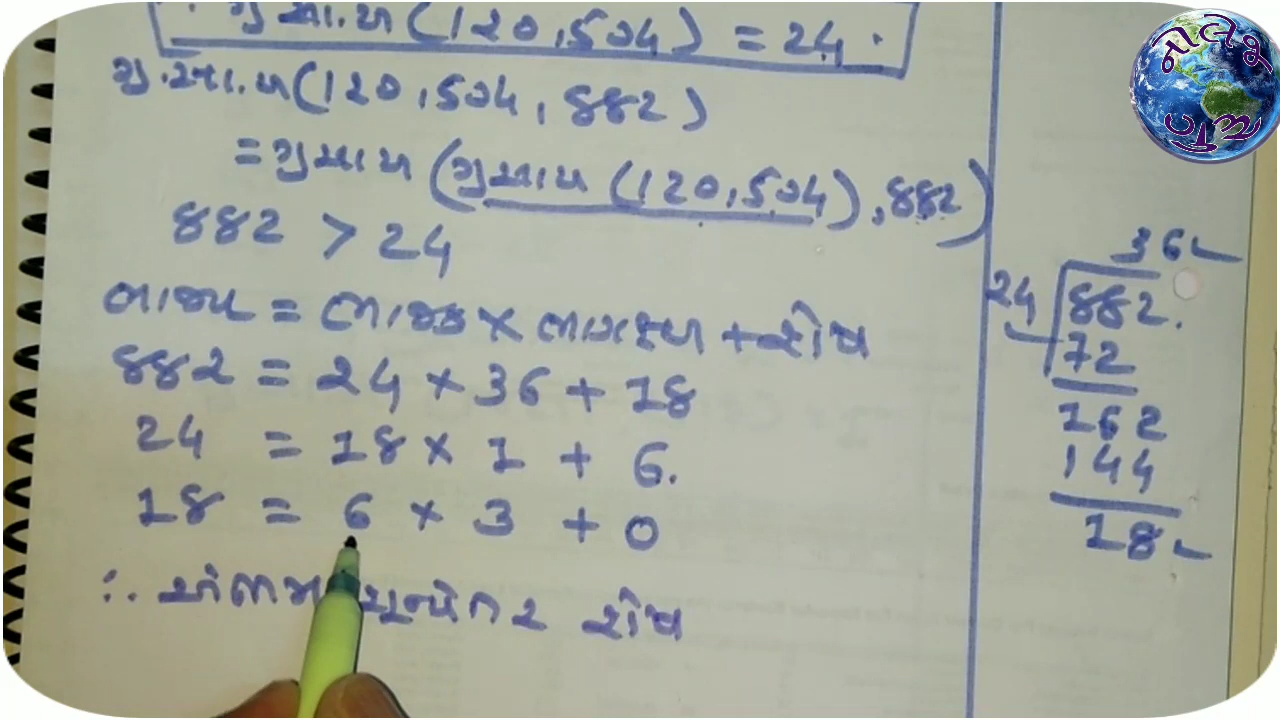 ગુ.સા.અ (120,504) = 24.
ગુ.સા.અ(120,504, 882)
=ગુસાઅ (ગુસાઅ (120,504),882)
882 > 24
ભાજ્ય = ભાજક × ભાગફળ + શેષ
882 = 24 × 36 + 18
24 = 18 × 1 + 6.
18 = 6 × 3 + 0
∴ અંતિમ શૂન્યેતર શેષ
36
24 882.
72
162
144
18